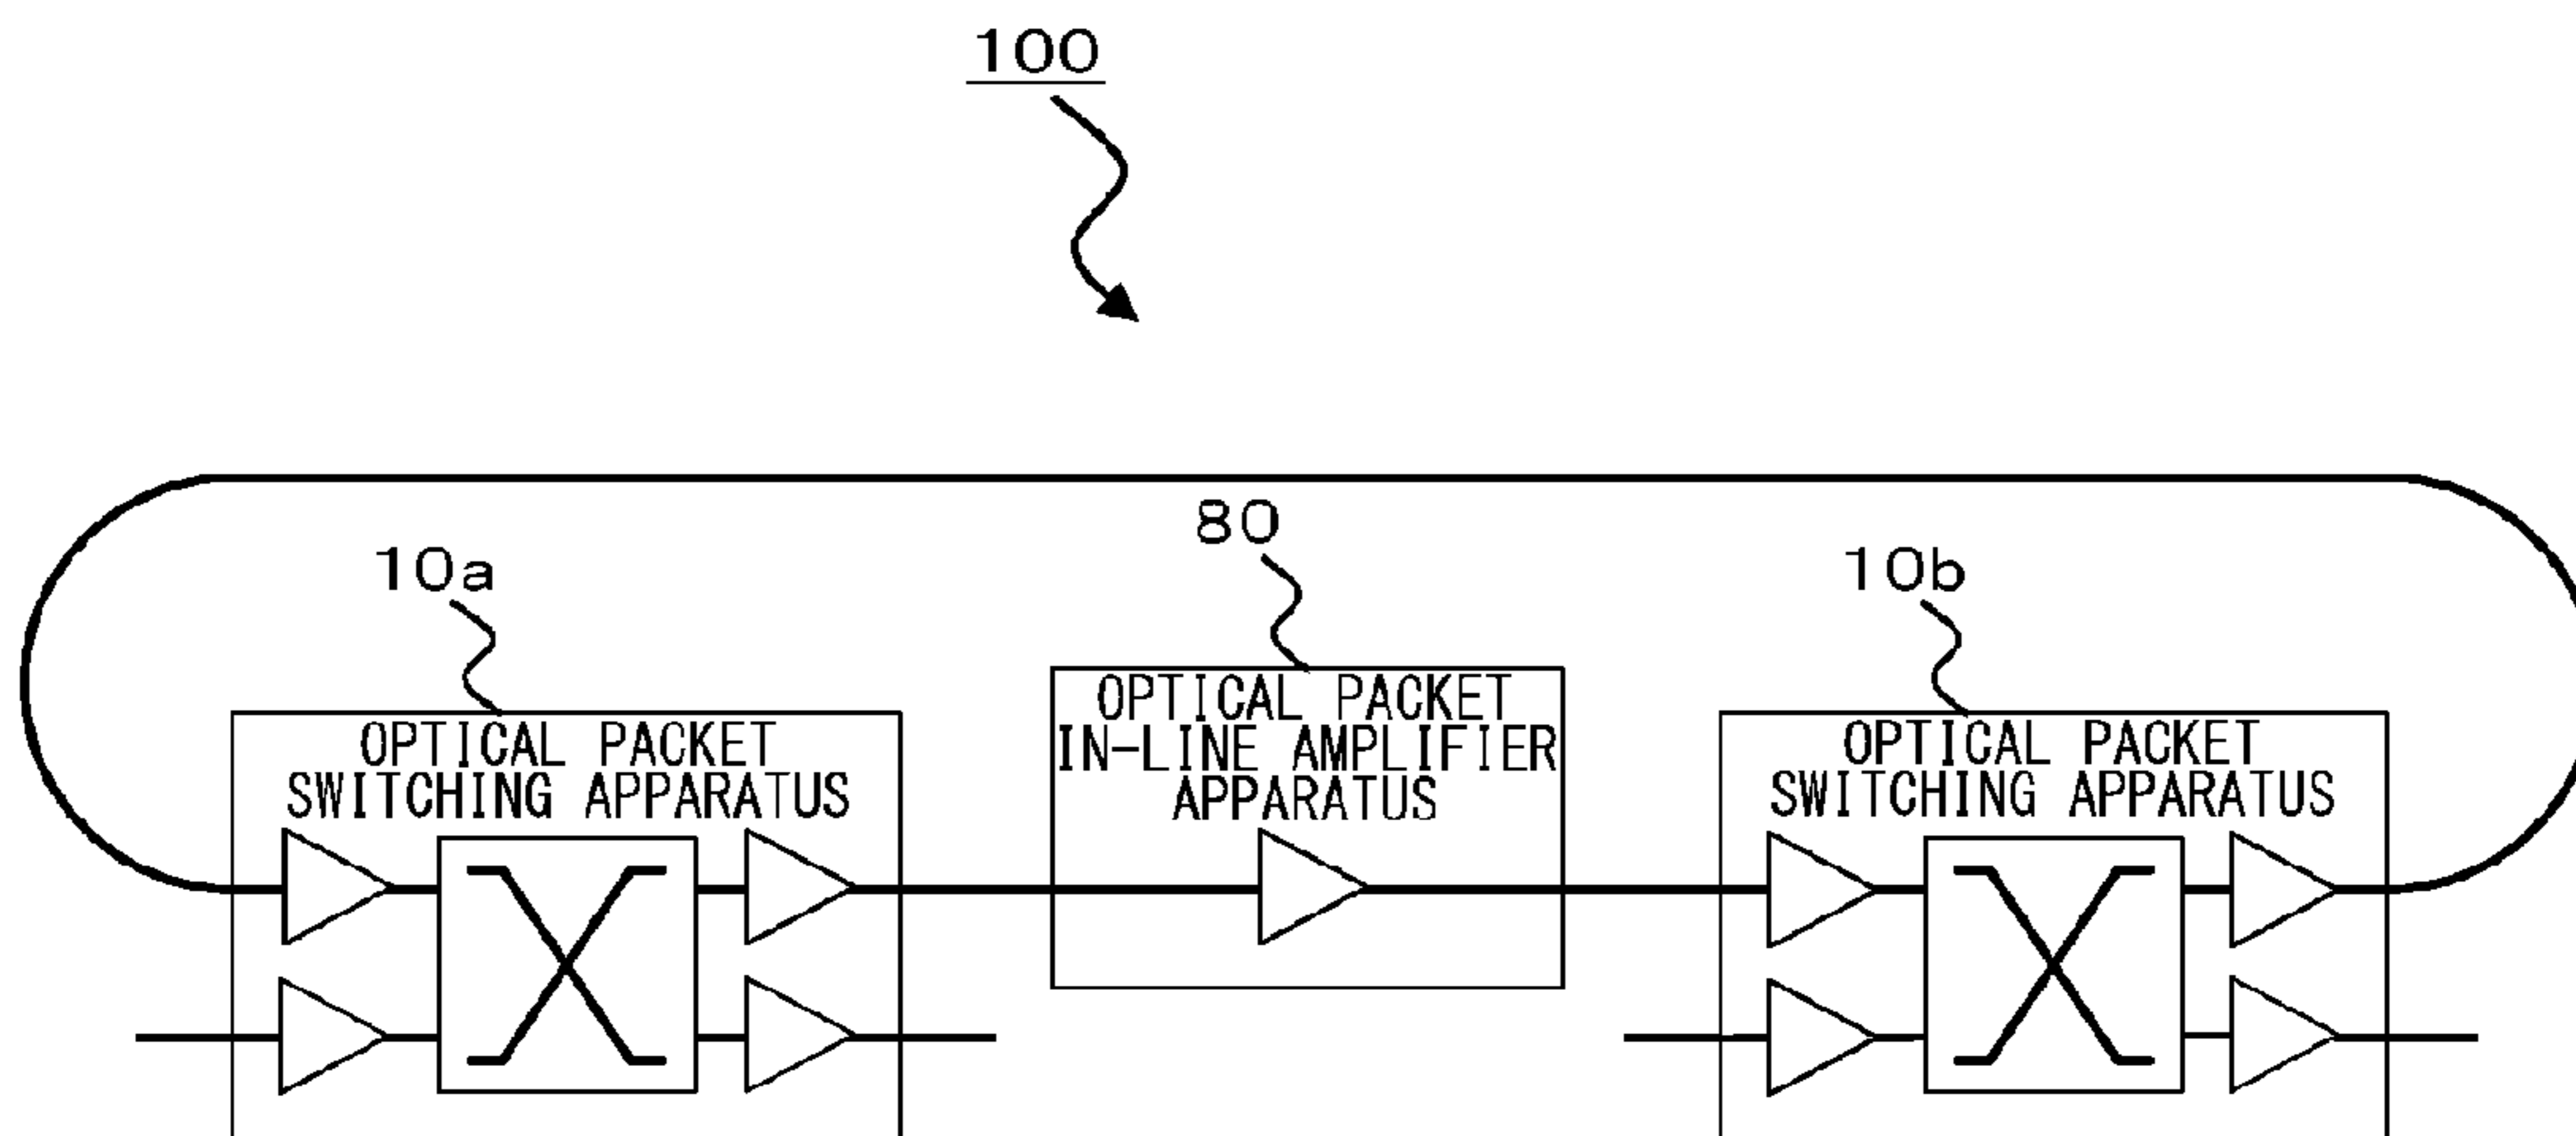 100
80
10a
10b
OPTICAL PACKET
SWITCHING APPARATUS
OPTICAL PACKET
IN-LINE AMPLIFIER
APPARATUS
OPTICAL PACKET
SWITCHING APPARATUS